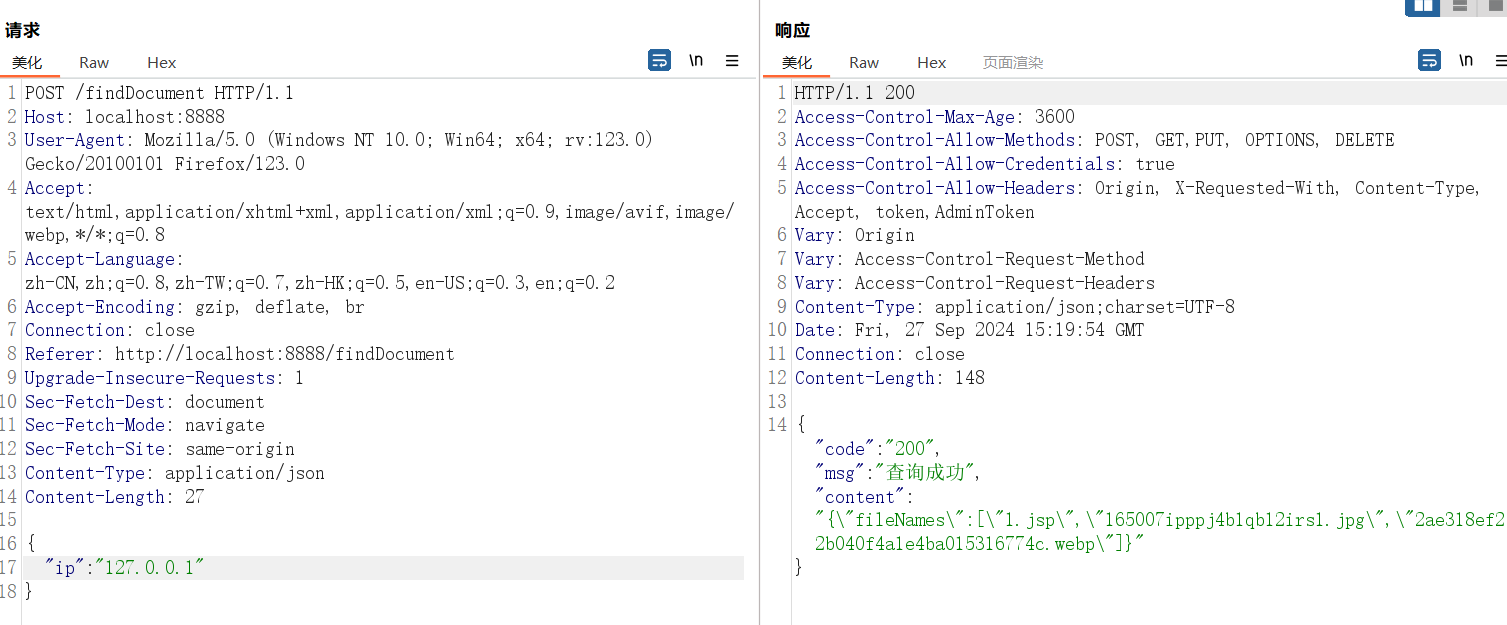 请求
美化 Raw Hex \n
1 POST /findDocument HTTP/1.1
2 Host: localhost:8888
3 User-Agent: Mozilla/5.0 (Windows NT 10.0; Win64; x64; rv:123.0)
Gecko/20100101 Firefox/123.0
4 Accept:
text/html,application/xhtml+xml,application/xml;q=0.9,image/avif,image/
webp,*/*;q=0.8
5 Accept-Language:
zh-CN,zh;q=0.8,zh-TW;q=0.7,zh-HK;q=0.5,en-US;q=0.3,en;q=0.2
6 Accept-Encoding: gzip, deflate, br
7 Connection: close
8 Referer: http://localhost:8888/findDocument
9 Upgrade-Insecure-Requests: 1
10 Sec-Fetch-Dest: document
11 Sec-Fetch-Mode: navigate
12 Sec-Fetch-Site: same-origin
13 Content-Type: application/json
14 Content-Length: 27
15
16 {
17 "ip":"127.0.0.1"
18 }
响应
美化 Raw Hex 页面渲染 \n
1 HTTP/1.1 200
2 Access-Control-Max-Age: 3600
3 Access-Control-Allow-Methods: POST, GET,PUT, OPTIONS, DELETE
4 Access-Control-Allow-Credentials: true
5 Access-Control-Allow-Headers: Origin, X-Requested-With, Content-Type,
Accept, token,AdminToken
6 Vary: Origin
7 Vary: Access-Control-Request-Method
8 Vary: Access-Control-Request-Headers
9 Content-Type: application/json;charset=UTF-8
10 Date: Fri, 27 Sep 2024 15:19:54 GMT
11 Connection: close
12 Content-Length: 148
13
14 {
"code":"200",
"msg":"查询成功",
"content":
"{\"fileNames\":[\"1.jsp\",\"165007ipppj4blqbl2irsl.jpg\",\"2ae318ef2
2b040f4a1e4ba015316774c.webp\"]}"
}